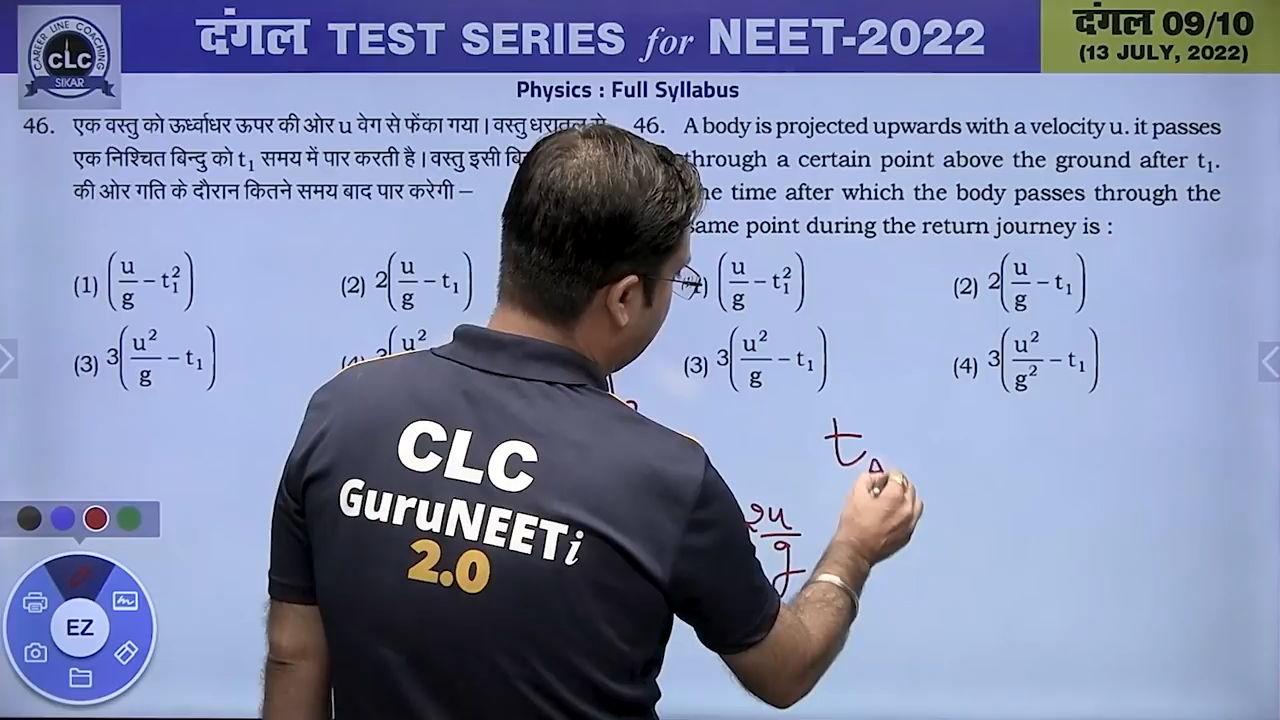 CAREER LINE COACHING
CLC
SIKAR
दंगल TEST SERIES for NEET-2022
दंगल 09/10
(13 JULY, 2022)
Physics : Full Syllabus
46. एक वस्तु को ऊर्ध्वाधर ऊपर की ओर u वेग से फेंका गया। वस्तु धरातल से
एक निश्चित बिन्दु को t₁ समय में पार करती है। वस्तु इसी
की ओर गति के दौरान कितने समय बाद पार करेगी –
(1) (u/g – t₁²) (2) 2(u/g – t₁)
(3) 3(u²/g – t₁) (u²
46. A body is projected upwards with a velocity u. it passes
through a certain point above the ground after t₁.
time after which the body passes through the
same point during the return journey is :
(u/g – t₁²) (2) 2(u/g – t₁)
(3) 3(u²/g – t₁) (4) 3(u²/g² – t₁)
t
2u/g
CLC
GuruNEETi
2.0
EZ